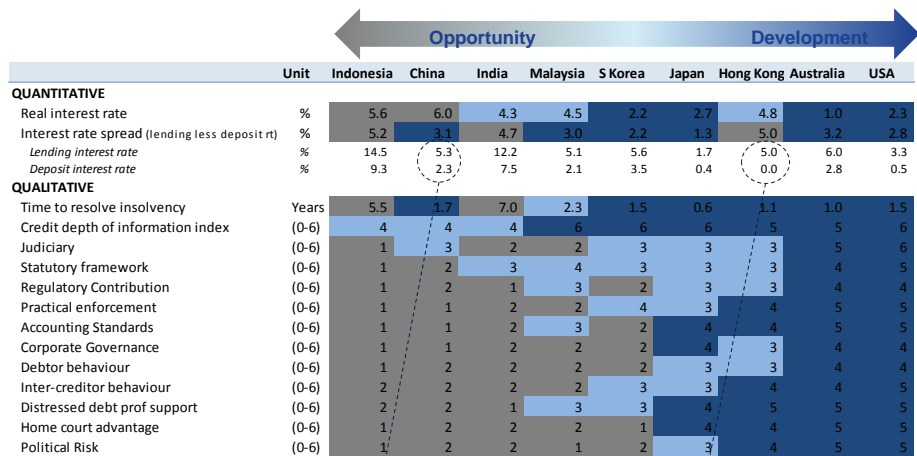 Opportunity Development
Unit Indonesia China India Malaysia S Korea Japan Hong Kong Australia USA
QUANTITATIVE
Real interest rate % 5.6 6.0 4.3 4.5 2.2 2.7 4.8 1.0 2.3
Interest rate spread (lending less deposit rt) % 5.2 3.1 4.7 3.0 2.2 1.3 5.0 3.2 2.8
Lending interest rate % 14.5 5.3 12.2 5.1 5.6 1.7 5.0 6.0 3.3
Deposit interest rate % 9.3 2.3 7.5 2.1 3.5 0.4 0.0 2.8 0.5
QUALITATIVE
Time to resolve insolvency Years 5.5 1.7 7.0 2.3 1.5 0.6 1.1 1.0 1.5
Credit depth of information index (0-6) 4 4 4 6 6 6 5 5 6
Judiciary (0-6) 1 3 2 2 3 3 3 5 6
Statutory framework (0-6) 1 2 3 4 3 3 3 4 5
Regulatory Contribution (0-6) 1 2 1 3 2 3 3 4 4
Practical enforcement (0-6) 1 1 2 2 4 3 4 5 5
Accounting Standards (0-6) 1 1 2 3 2 4 4 5 5
Corporate Governance (0-6) 1 1 2 2 2 4 3 4 4
Debtor behaviour (0-6) 1 2 2 2 2 3 3 4 4
Inter-creditor behaviour (0-6) 2 2 2 2 3 3 4 4 5
Distressed debt prof support (0-6) 2 2 1 3 3 4 5 5 5
Home court advantage (0-6) 1 2 2 2 1 4 4 5 5
Political Risk (0-6) 1 2 2 1 2 3 4 5 5